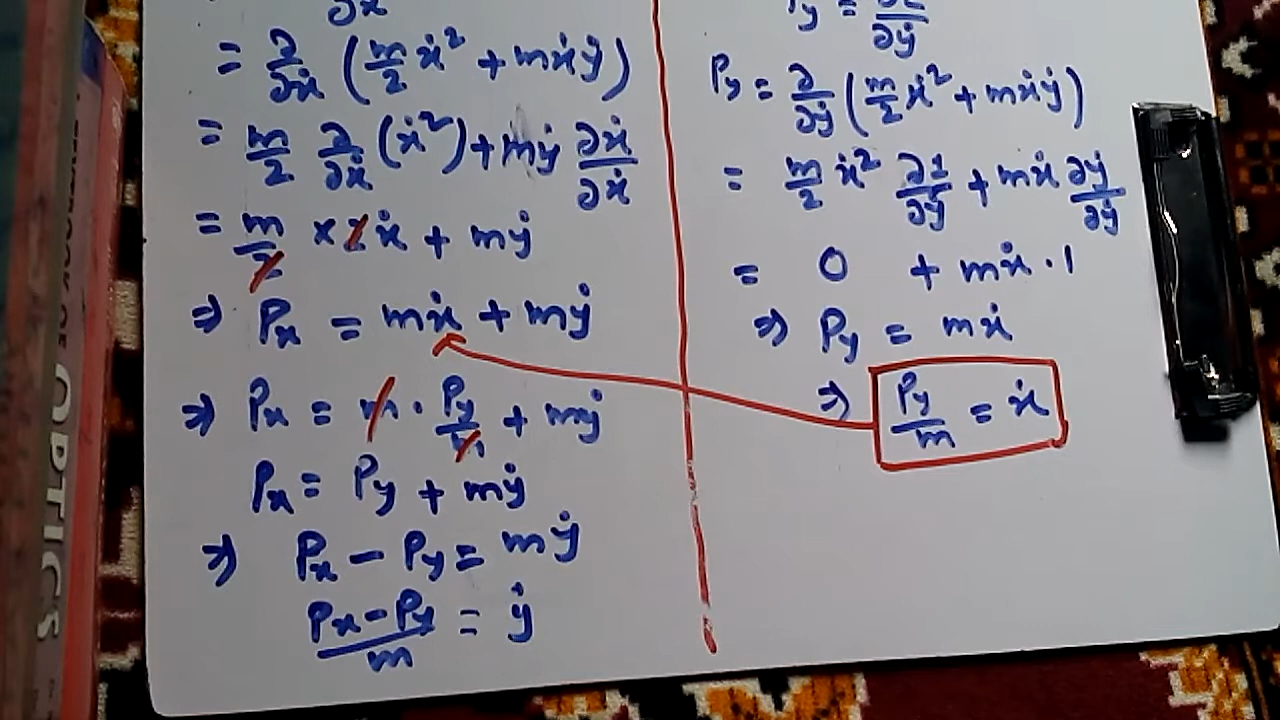 ∂ẋ
= ∂/∂ẋ (m/2 ẋ² + mẋẏ)
= m/2 ∂/∂ẋ (ẋ²) + mẏ ∂ẋ/∂ẋ
= m/2 × 2ẋ + mẏ
⇒ Px = mẋ + mẏ
⇒ Px = m · Py/m + mẏ
Px = Py + mẏ
⇒ Px − Py = mẏ
Px − Py/m = ẏ
Py = ∂L/∂ẏ
Py = ∂/∂ẏ (m/2 ẋ² + mẋẏ)
= m/2 ẋ² ∂1/∂ẏ + mẋ ∂ẏ/∂ẏ
= 0 + mẋ · 1
⇒ Py = mẋ
⇒ Py/m = ẋ
OF OPTICS